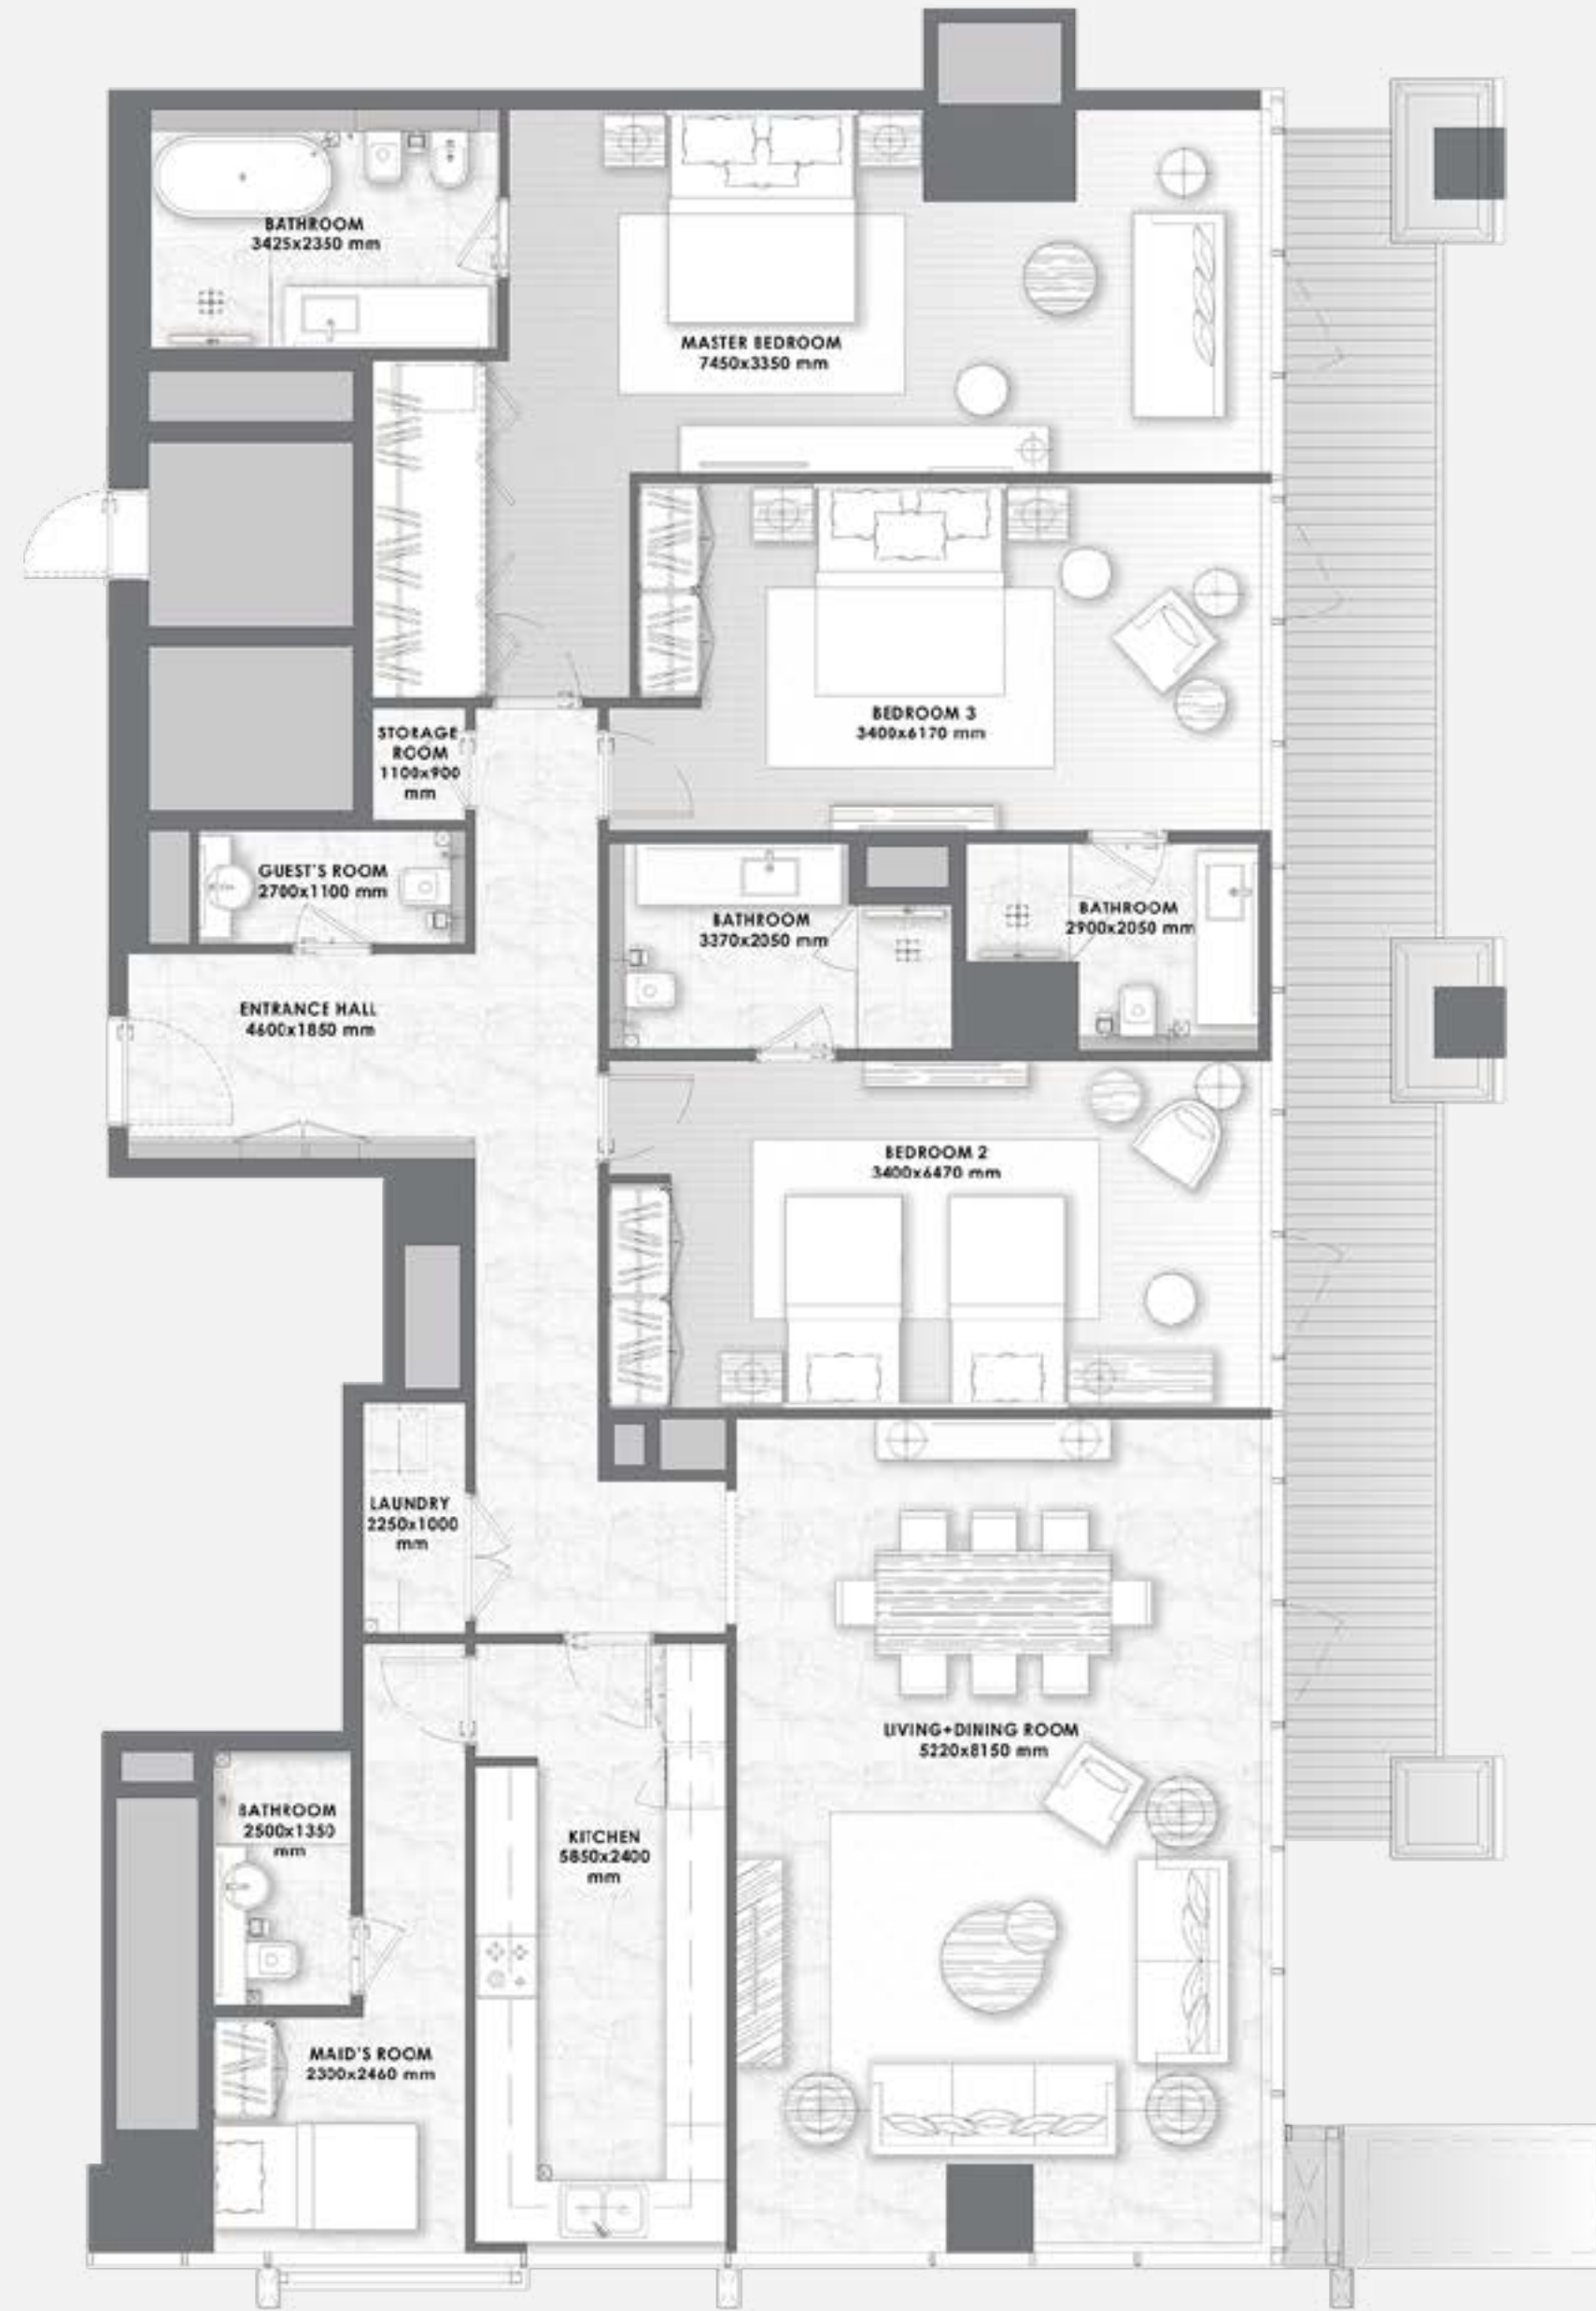 BATHROOM
3425x2350 mm
MASTER BEDROOM
7450x3350 mm
STORAGE
ROOM
1100x900
mm
BEDROOM 3
3400x6170 mm
GUEST'S ROOM
2700x1100 mm
BATHROOM
3370x2050 mm
BATHROOM
2900x2050 mm
ENTRANCE HALL
4600x1850 mm
BEDROOM 2
3400x6470 mm
LAUNDRY
2250x1000
mm
LIVING+DINING ROOM
5220x8150 mm
BATHROOM
2500x1350
mm
KITCHEN
5850x2400
mm
MAID'S ROOM
2300x2460 mm